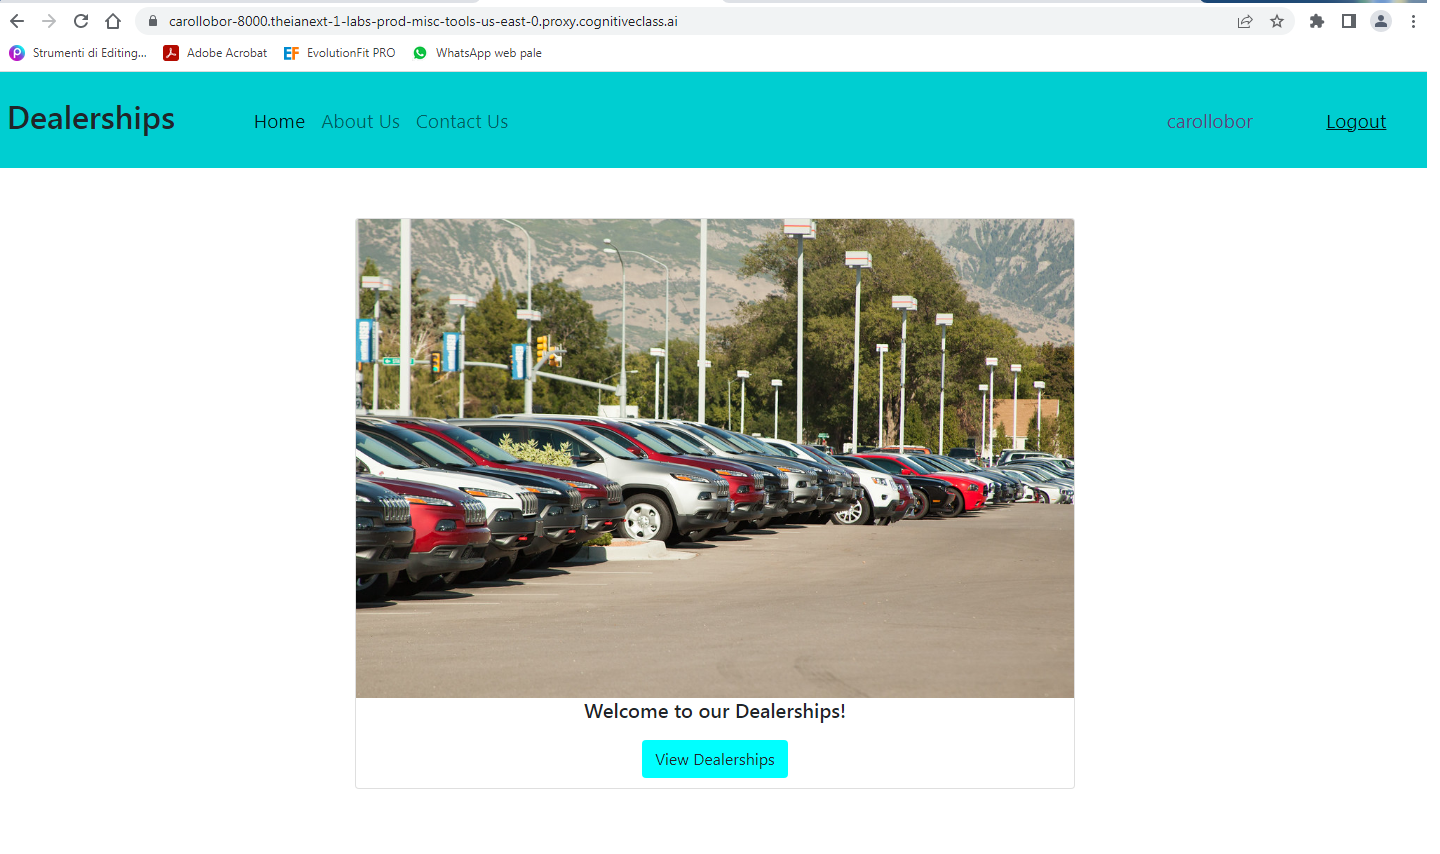 carollobor-8000.theianext-1-labs-prod-misc-tools-us-east-0.proxy.cognitiveclass.ai
Strumenti di Editing... Adobe Acrobat EF EvolutionFit PRO WhatsApp web pale
Dealerships Home About Us Contact Us carollobor Logout
Welcome to our Dealerships!
View Dealerships